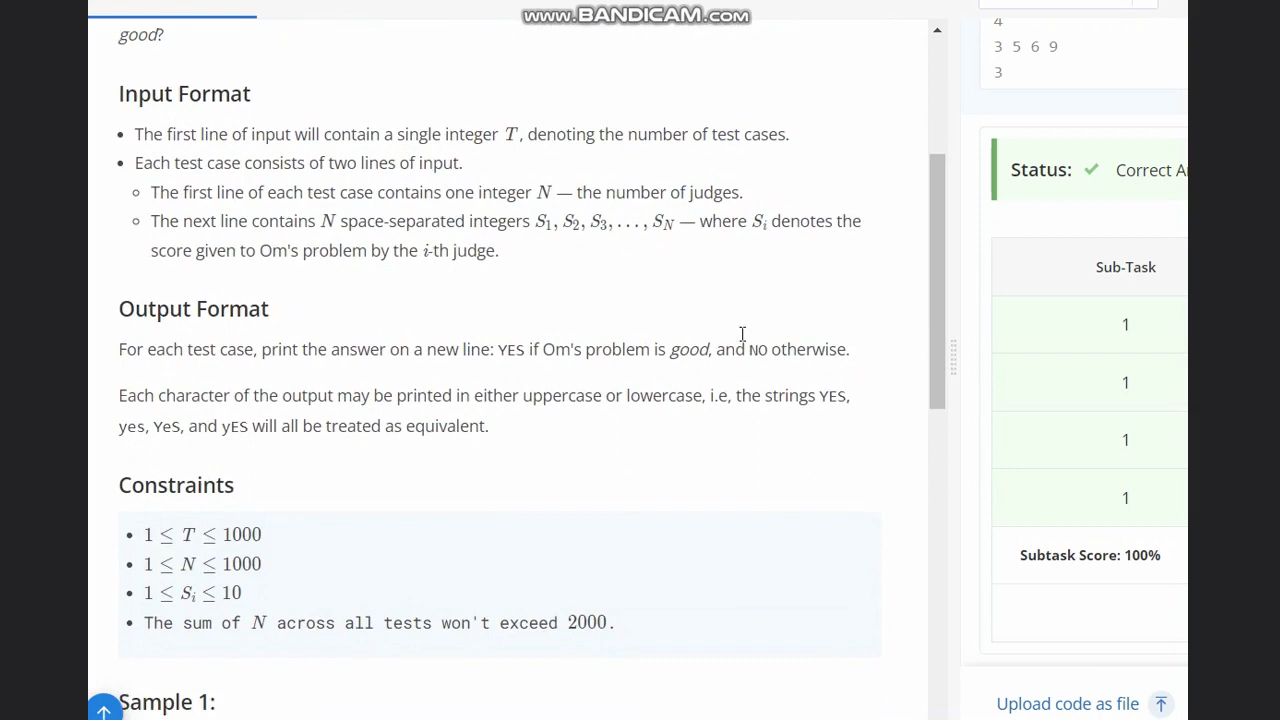 www.BANDICAM.com
good?
Input Format
• The first line of input will contain a single integer T, denoting the number of test cases.
• Each test case consists of two lines of input.
○ The first line of each test case contains one integer N — the number of judges.
○ The next line contains N space-separated integers S1, S2, S3, . . . , SN — where Si denotes the
score given to Om's problem by the i-th judge.
Output Format
For each test case, print the answer on a new line: YES if Om's problem is good, and NO otherwise.
Each character of the output may be printed in either uppercase or lowercase, i.e, the strings YES,
yes, YeS, and yES will all be treated as equivalent.
Constraints
• 1 ≤ T ≤ 1000
• 1 ≤ N ≤ 1000
• 1 ≤ Si ≤ 10
• The sum of N across all tests won't exceed 2000.
Sample 1:
4
3 5 6 9
3
Status: ✓ Correct A
Sub-Task
1
1
1
1
Subtask Score: 100%
Upload code as file